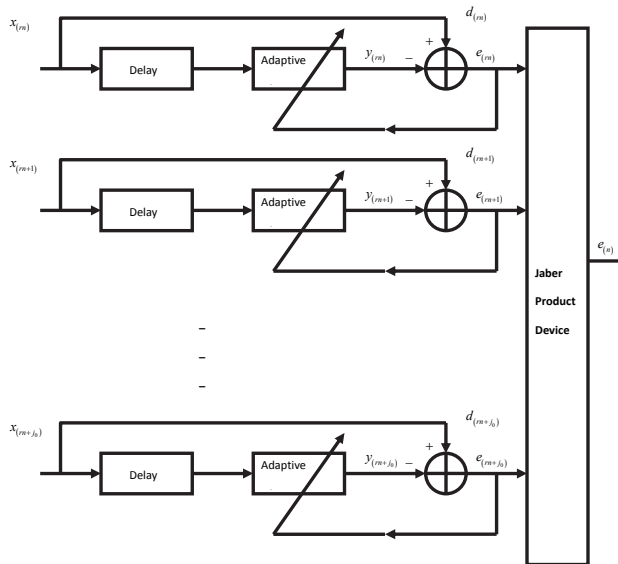 x(rn) d(rn)
Delay Adaptive y(rn) − + e(rn)
x(rn+1) d(rn+1)
Delay Adaptive y(rn+1) − + e(rn+1)
e(n)
Jaber
Product
Device
x(rn+j₀) d(rn+j₀)
Delay Adaptive y(rn+j₀) − + e(rn+j₀)